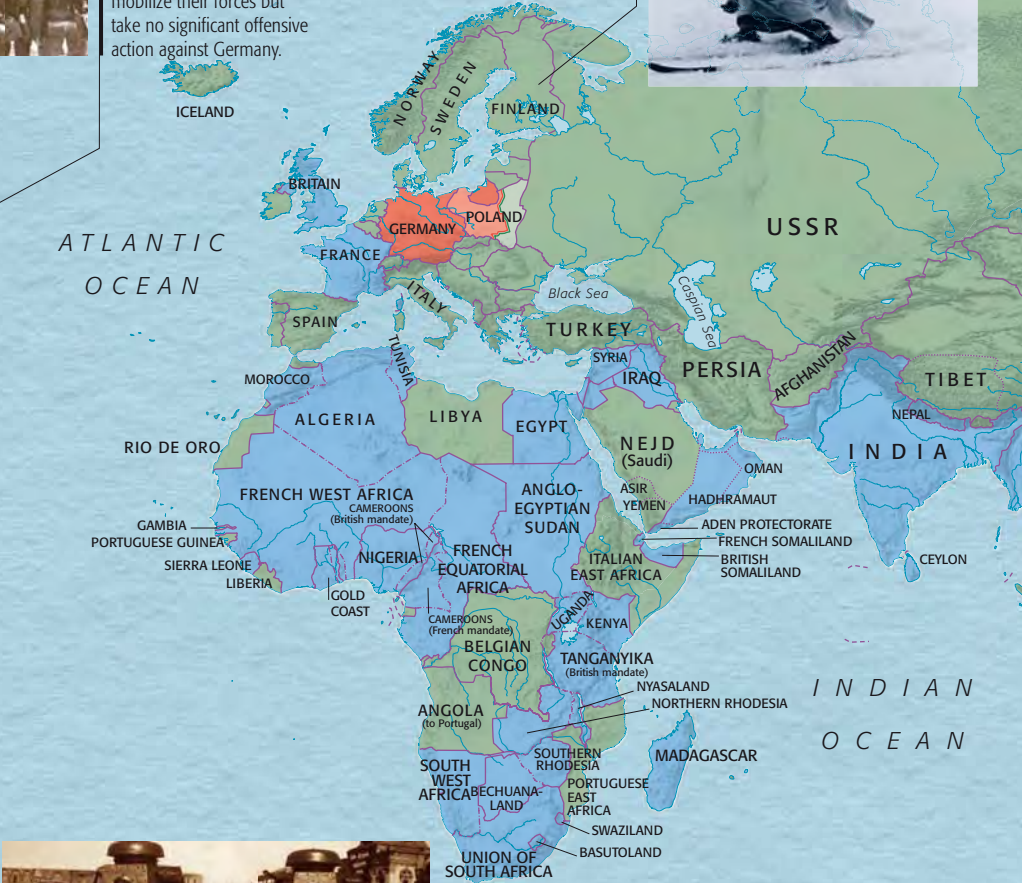 mobilize their forces but
take no significant offensive
action against Germany.
ICELAND
NORWAY
SWEDEN
FINLAND
BRITAIN
POLAND
GERMANY
USSR
ATLANTIC
OCEAN
FRANCE
ITALY
Black Sea
Caspian Sea
SPAIN
TURKEY
TUNISIA
SYRIA
IRAQ
PERSIA
AFGHANISTAN
TIBET
MOROCCO
NEPAL
ALGERIA
LIBYA
EGYPT
NEJD
(Saudi)
INDIA
RIO DE ORO
OMAN
ASIR
YEMEN
HADHRAMAUT
FRENCH WEST AFRICA
CAMEROONS
(British mandate)
ANGLO-
EGYPTIAN
SUDAN
GAMBIA
PORTUGUESE GUINEA
ADEN PROTECTORATE
FRENCH SOMALILAND
BRITISH
SOMALILAND
SIERRA LEONE
NIGERIA
FRENCH
EQUATORIAL
AFRICA
ITALIAN
EAST AFRICA
CEYLON
LIBERIA
GOLD
COAST
CAMEROONS
(French mandate)
UGANDA
KENYA
BELGIAN
CONGO
TANGANYIKA
(British mandate)
NYASALAND
NORTHERN RHODESIA
INDIAN
OCEAN
ANGOLA
(to Portugal)
SOUTHERN
RHODESIA
MADAGASCAR
SOUTH
WEST
AFRICA
BECHUANA-
LAND
PORTUGUESE
EAST
AFRICA
SWAZILAND
BASUTOLAND
UNION OF
SOUTH AFRICA